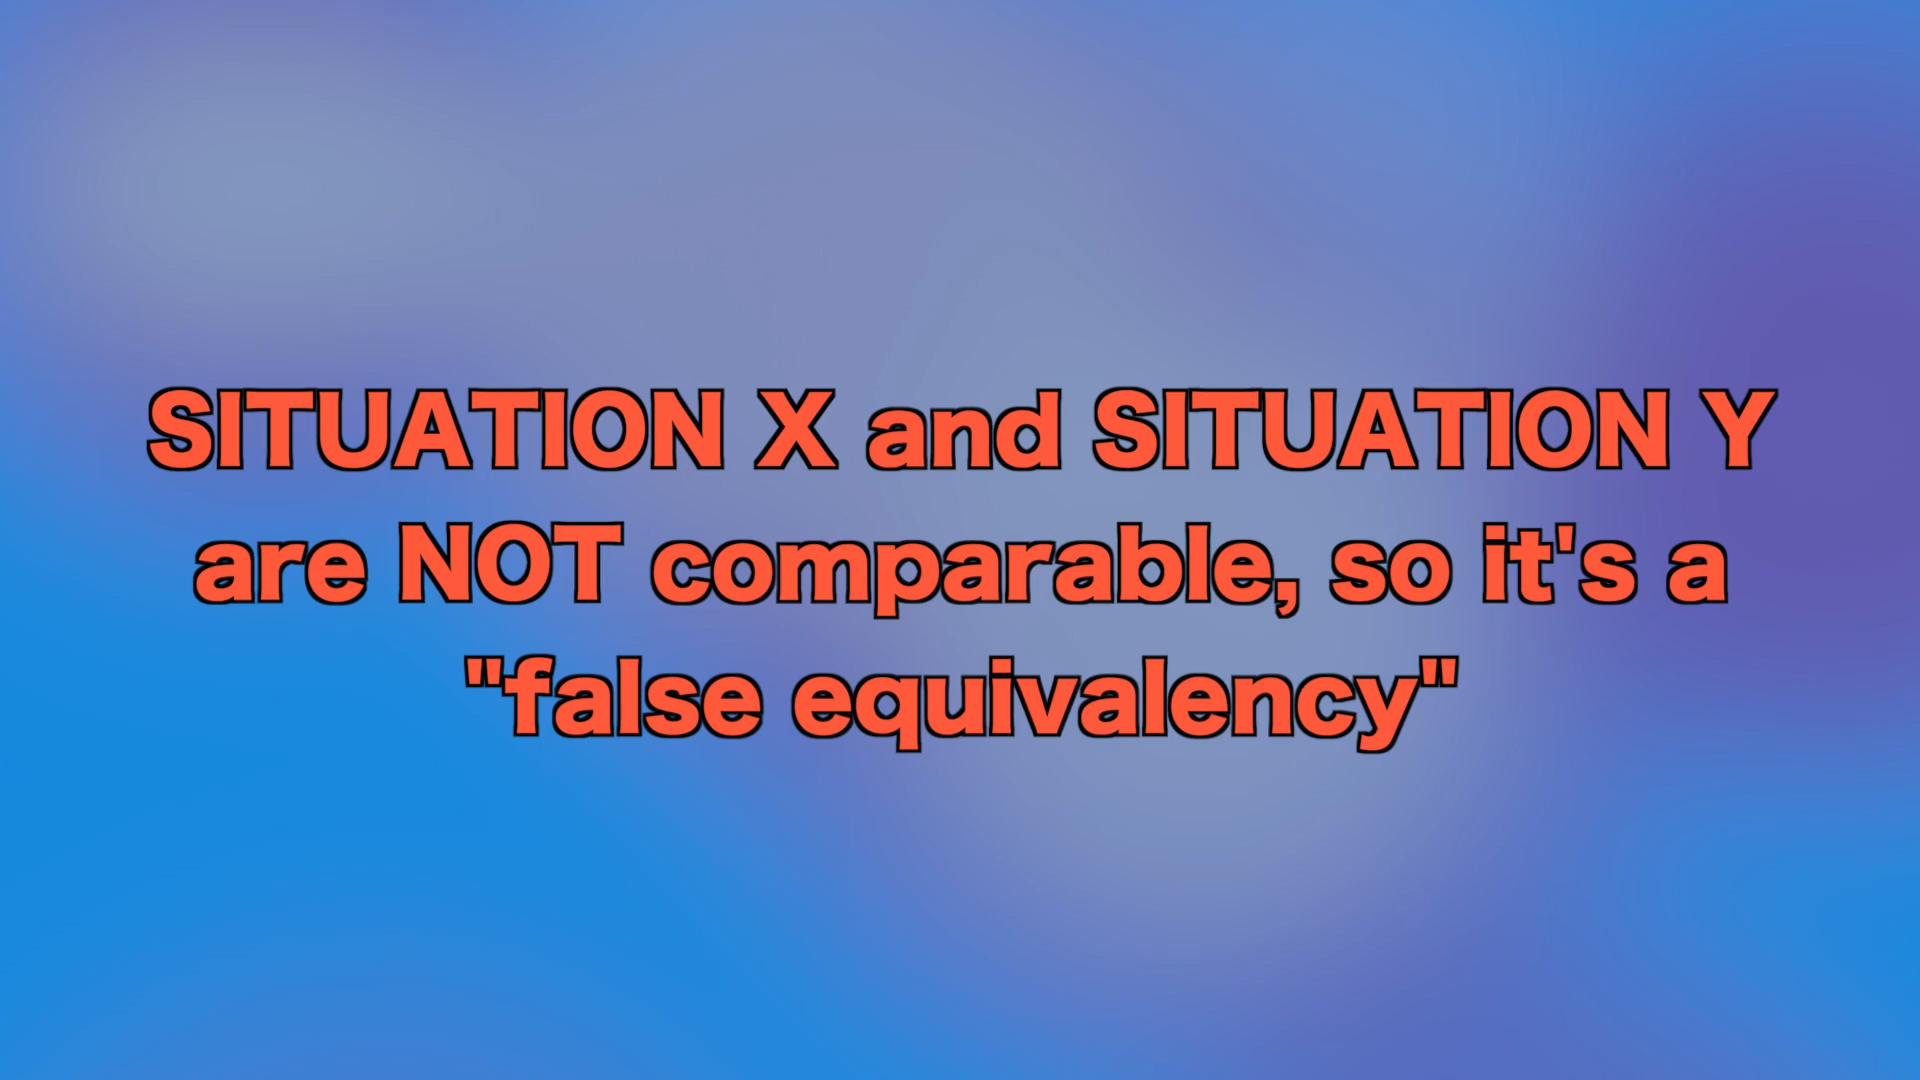 SITUATION X and SITUATION Y
are NOT comparable, so it's a
"false equivalency"